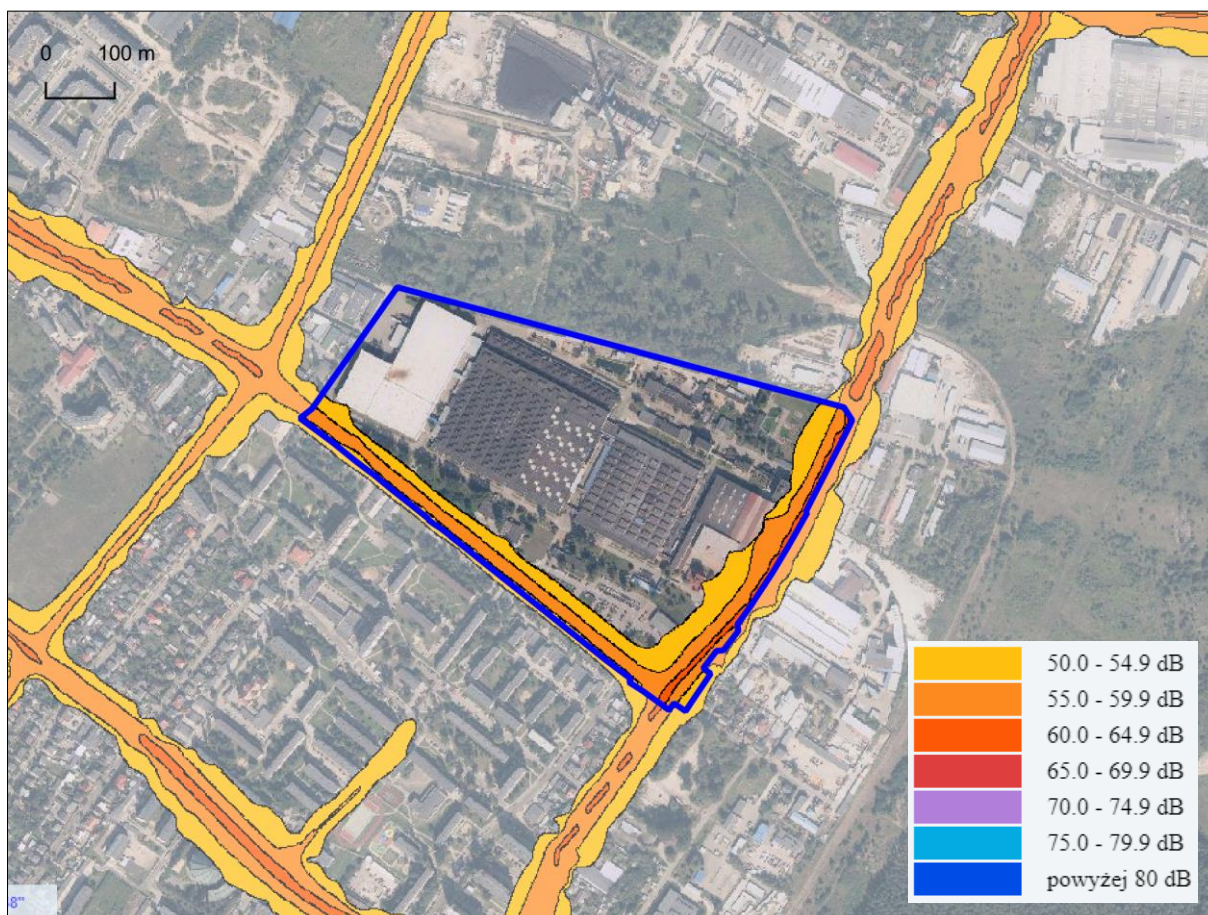 0 100 m
50.0 - 54.9 dB
55.0 - 59.9 dB
60.0 - 64.9 dB
65.0 - 69.9 dB
70.0 - 74.9 dB
75.0 - 79.9 dB
powyżej 80 dB
8"